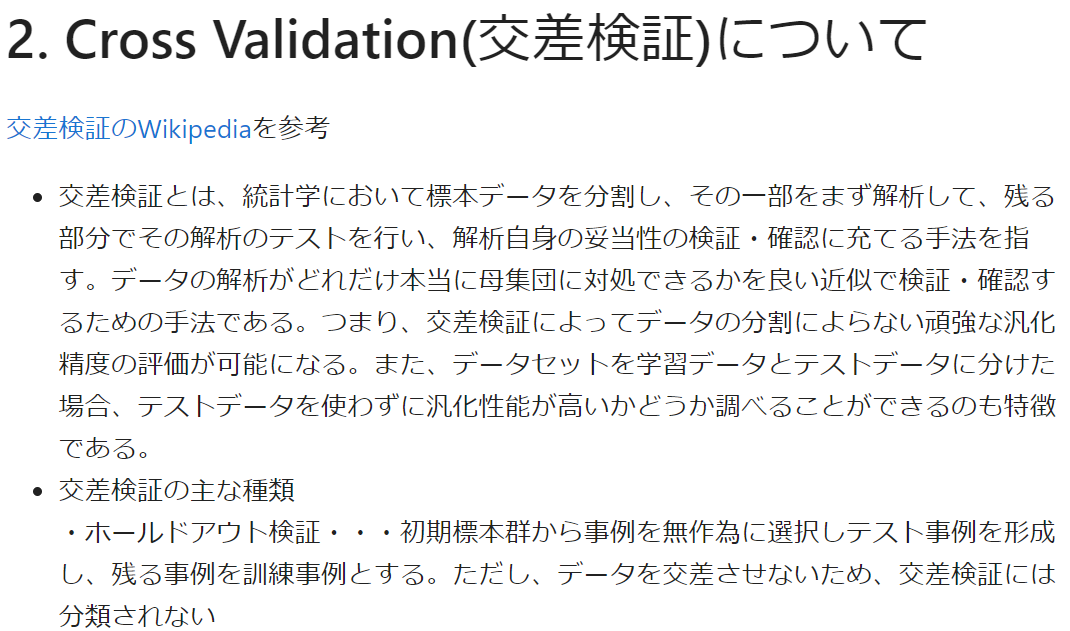 2. Cross Validation(交差検証)について
交差検証のWikipediaを参考
• 交差検証とは、統計学において標本データを分割し、その一部をまず解析して、残る
部分でその解析のテストを行い、解析自身の妥当性の検証・確認に充てる手法を指
す。データの解析がどれだけ本当に母集団に対処できるかを良い近似で検証・確認す
るための手法である。つまり、交差検証によってデータの分割によらない頑強な汎化
精度の評価が可能になる。また、データセットを学習データとテストデータに分けた
場合、テストデータを使わずに汎化性能が高いかどうか調べることができるのも特徴
である。
• 交差検証の主な種類
・ホールドアウト検証・・・初期標本群から事例を無作為に選択しテスト事例を形成
し、残る事例を訓練事例とする。ただし、データを交差させないため、交差検証には
分類されない